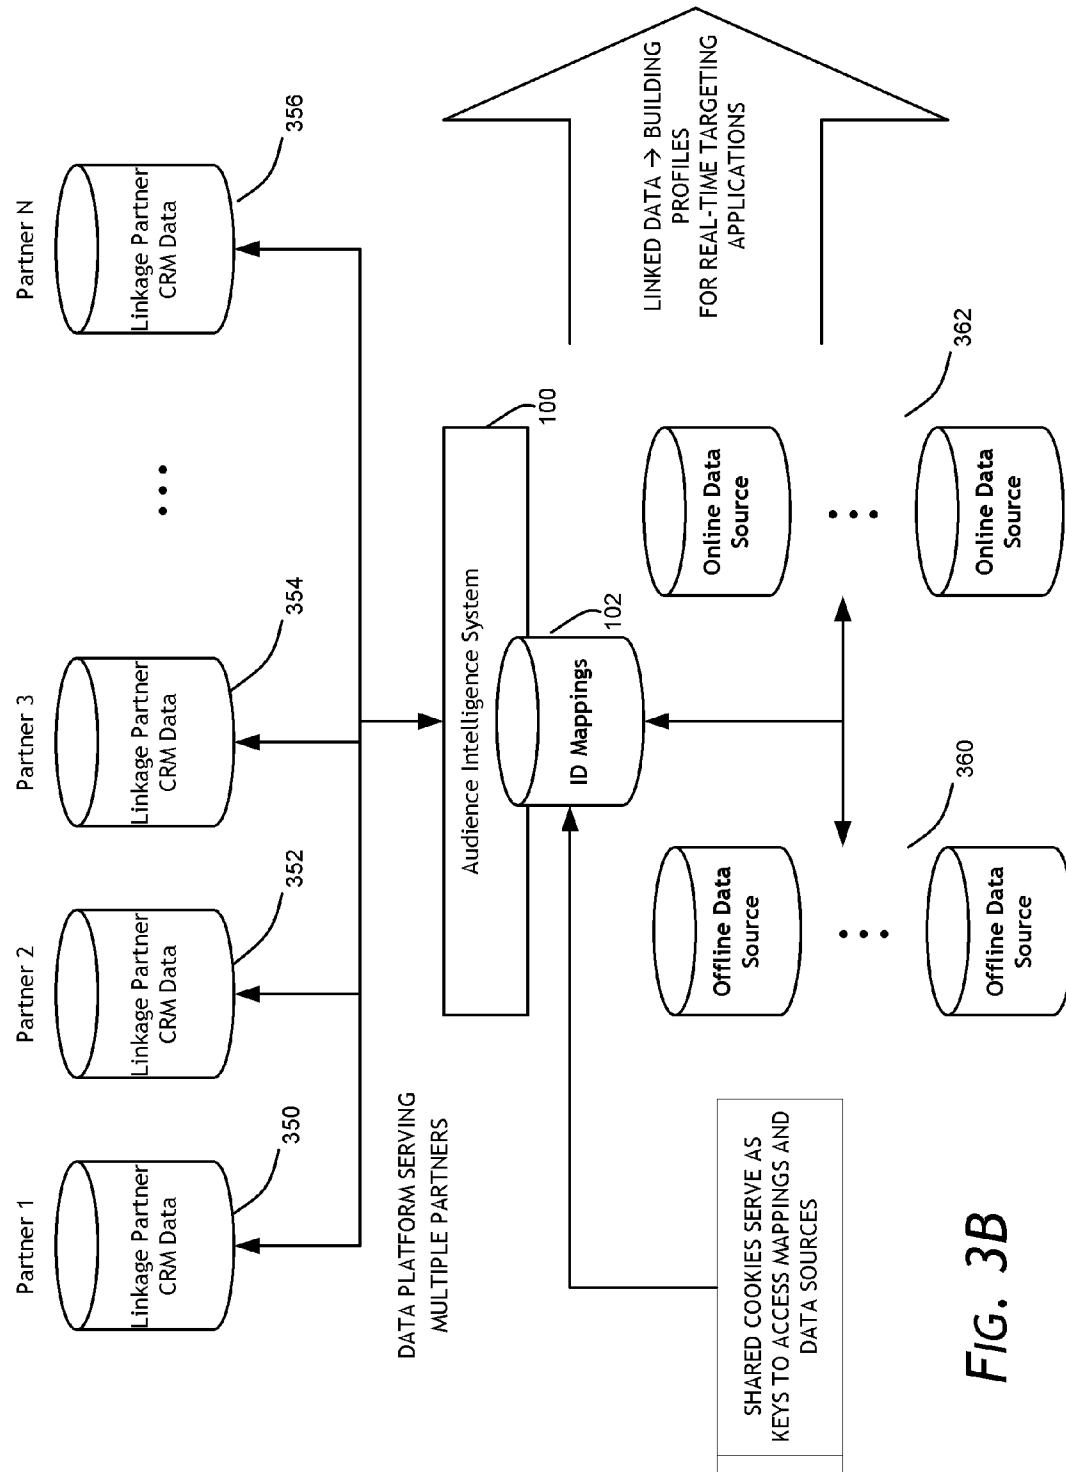 Partner 1
Partner 2
Partner 3
Partner N
Linkage Partner
CRM Data
350
Linkage Partner
CRM Data
352
Linkage Partner
CRM Data
354
Linkage Partner
CRM Data
356
DATA PLATFORM SERVING
MULTIPLE PARTNERS
Audience Intelligence System
100
ID Mappings
102
LINKED DATA → BUILDING
PROFILES
FOR REAL-TIME TARGETING
APPLICATIONS
SHARED COOKIES SERVE AS
KEYS TO ACCESS MAPPINGS AND
DATA SOURCES
Offline Data
Source
Offline Data
Source
360
Online Data
Source
Online Data
Source
362
FIG. 3B